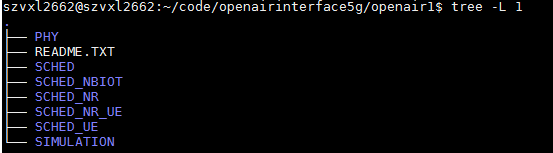 szvxl2662@szvxl2662:~/code/openairinterface5g/openair1$ tree -L 1
.
├── PHY
├── README.TXT
├── SCHED
├── SCHED_NBIOT
├── SCHED_NR
├── SCHED_NR_UE
├── SCHED_UE
└── SIMULATION